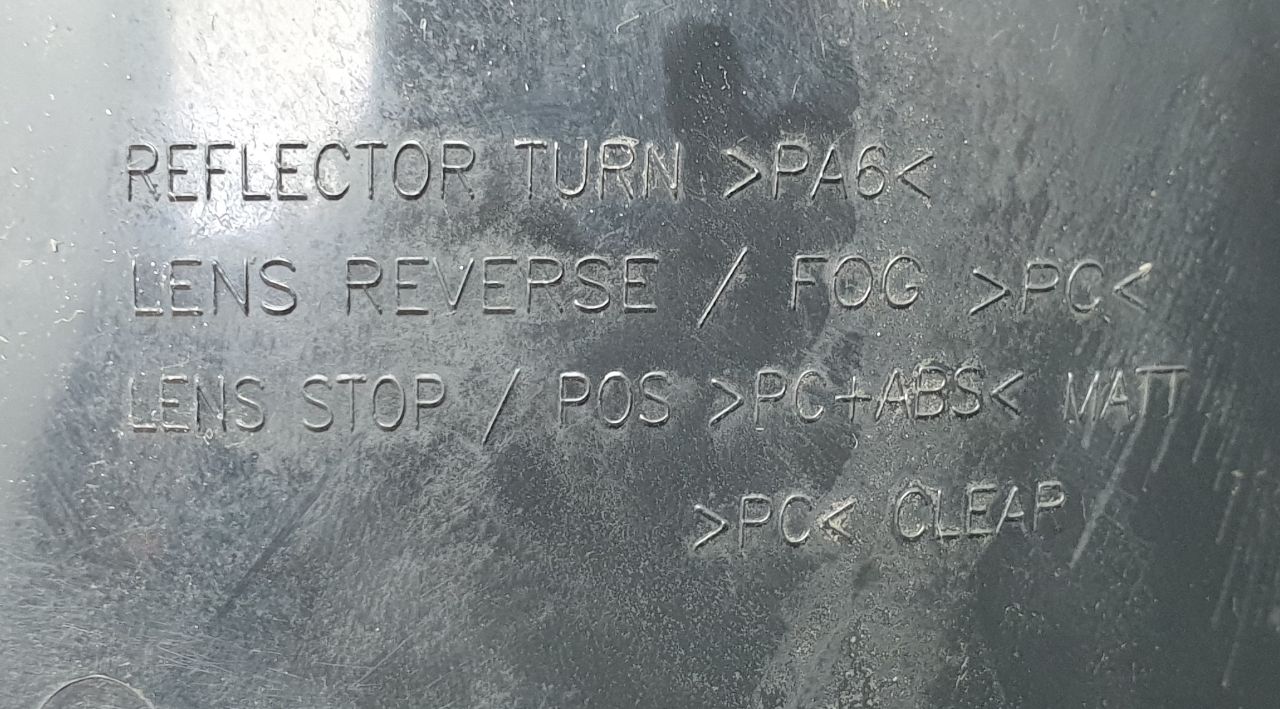 REFLECTOR TURN >PA6<
LENS REVERSE / FOG >PC<
LENS STOP / POS >PC+ABS< MATT
>PC< CLEAR